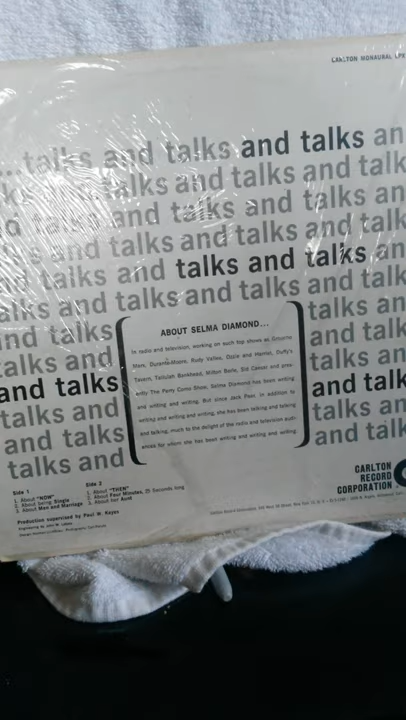 CARLTON MONAURAL LPX
...talks and talks and talks an
ks and talks and talks and talk
d talks and talks and talks an
s and talks and talks and talk
nd talks and talks and talks an
alks and talks and talks and talk
and talks
talks an
talks and
and talk
and talks
talks an
talks and
and talk
and talks
talks an
talks and
and talk
ABOUT SELMA DIAMOND...
In radio and television, working on such top shows as Groucho
Marx, Durante-Moore, Rudy Vallee, Ozzie and Harriet, Duffy's
Tavern, Tallulah Bankhead, Milton Berle, Sid Caesar and pres-
ently The Perry Como Show, Selma Diamond has been writing
and writing and writing. But since Jack Paar, in addition to
writing and writing and writing, she has been talking and talking
and talking, much to the delight of the radio and television audi-
ences for whom she has been writing and writing and writing.
Side 1
1. About "NOW"
2. About being Single
3. About Men and Marriage
Side 2
1. About "THEN"
2. About Four Minutes, 25 Seconds long
3. About her Aunt
Production supervised by Paul W. Keyes
CARLTON
RECORD
CORPORATION